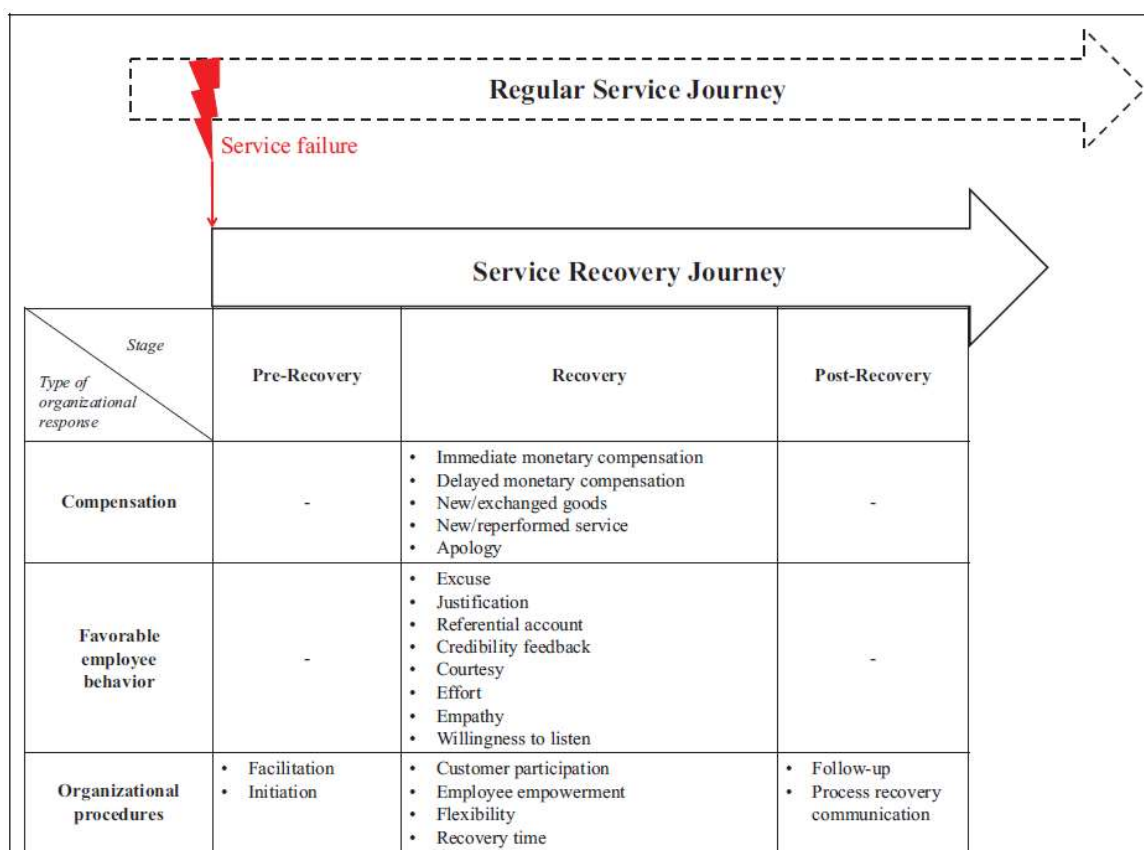 Regular Service Journey
Service failure
Service Recovery Journey
Stage
Type of
organizational
response
Pre-Recovery
Recovery
Post-Recovery
Compensation
-
• Immediate monetary compensation
• Delayed monetary compensation
• New/exchanged goods
• New/reperformed service
• Apology
-
Favorable
employee
behavior
-
• Excuse
• Justification
• Referential account
• Credibility feedback
• Courtesy
• Effort
• Empathy
• Willingness to listen
-
Organizational
procedures
• Facilitation
• Initiation
• Customer participation
• Employee empowerment
• Flexibility
• Recovery time
• Follow-up
• Process recovery
communication